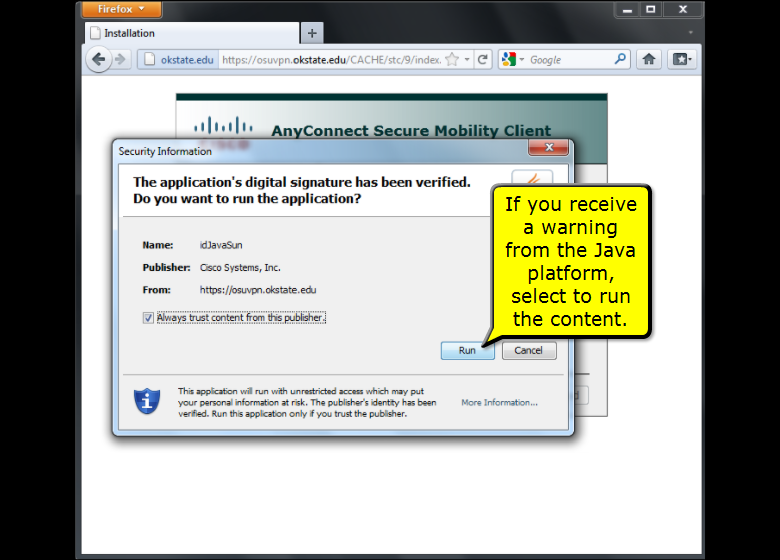 Firefox
Installation
okstate.edu https://osuvpn.okstate.edu/CACHE/stc/9/index. Google
AnyConnect Secure Mobility Client
Security Information
The application's digital signature has been verified.
Do you want to run the application?
Name: idJavaSun
Publisher: Cisco Systems, Inc.
From: https://osuvpn.okstate.edu
Always trust content from this publisher.
Run Cancel
This application will run with unrestricted access which may put
your personal information at risk. The publisher's identity has been
verified. Run this application only if you trust the publisher.
More Information...
If you receive
a warning
from the Java
platform,
select to run
the content.